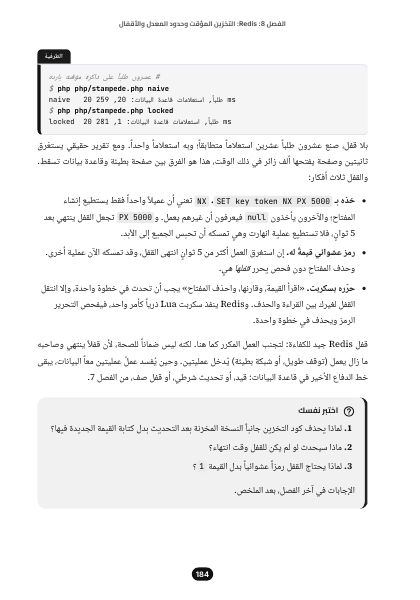 الفصل 8: Redis: التخزين المؤقت وحدود المعدل والأقفال
الطرفية
# عشرون طلباً على ذاكرة مؤقتة باردة
$ php php/stampede.php naive
naive 20 طلباً, استعلامات قاعدة البيانات: 20, 259 ms
$ php php/stampede.php locked
locked 20 طلباً, استعلامات قاعدة البيانات: 1, 281 ms
بلا قفل، صنع عشرون طلباً عشرين استعلاماً متطابقاً؛ وبه استعلاماً واحداً. ومع تقرير حقيقي يستغرق
ثانيتين وصفحة يفتحها ألف زائر في ذلك الوقت، هذا هو الفرق بين صفحة بطيئة وقاعدة بيانات تسقط.
والقفل ثلاث أفكار:
• خذه بـ SET key token NX PX 5000. NX تعني أن عميلاً واحداً فقط يستطيع إنشاء
المفتاح؛ والآخرون يأخذون null فيعرفون أن غيرهم يعمل. و PX 5000 تجعل القفل ينتهي بعد
5 ثوانٍ، فلا تستطيع عملية انهارت وهي تمسكه أن تحبس الجميع إلى الأبد.
• رمز عشوائي قيمةً له. إن استغرق العمل أكثر من 5 ثوانٍ انتهى القفل، وقد تمسكه الآن عملية أخرى.
وحذف المفتاح دون فحص يحرر قفلها هي.
• حرّره بسكربت. «اقرأ القيمة، وقارنها، واحذف المفتاح» يجب أن تحدث في خطوة واحدة، وإلا انتقل
القفل لغيرك بين القراءة والحذف. وRedis ينفذ سكربت Lua ذرياً كأمر واحد، فيفحص التحرير
الرمز ويحذف في خطوة واحدة.
قفل Redis جيد للكفاءة: لتجنب العمل المكرر كما هنا. لكنه ليس ضماناً للصحة، لأن قفلاً ينتهي وصاحبه
ما زال يعمل (توقف طويل، أو شبكة بطيئة) يُدخل عمليتين. وحين يُفسد عملُ عمليتين معاً البيانات، يبقى
خط الدفاع الأخير في قاعدة البيانات: قيد، أو تحديث شرطي، أو قفل صف، من الفصل 7.
اختبر نفسك
1. لماذا يحذف كود التخزين جانباً النسخة المخزنة بعد التحديث بدل كتابة القيمة الجديدة فيها؟
2. ماذا سيحدث لو لم يكن للقفل وقت انتهاء؟
3. لماذا يحتاج القفل رمزاً عشوائياً بدل القيمة 1 ؟
الإجابات في آخر الفصل، بعد الملخص.
184